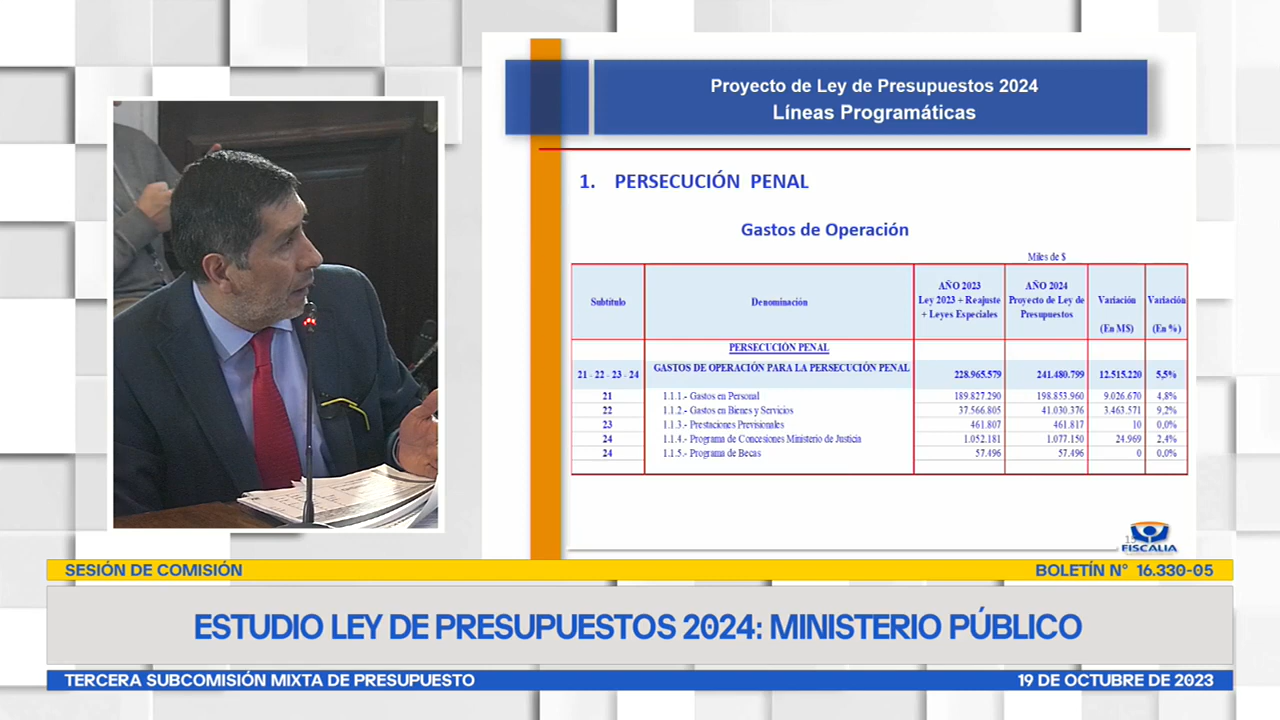 Proyecto de Ley de Presupuestos 2024
Líneas Programáticas
1. PERSECUCIÓN PENAL
Gastos de Operación
Miles de $
Subtítulo Denominación AÑO 2023 Ley 2023 + Reajuste + Leyes Especiales AÑO 2024 Proyecto de Ley de Presupuestos Variación (En M$) Variación (En %)
PERSECUCIÓN PENAL
21 - 22 - 23 - 24 GASTOS DE OPERACIÓN PARA LA PERSECUCIÓN PENAL 228.965.579 241.480.799 12.515.220 5,5%
21 1.1.1.- Gastos en Personal 189.827.290 198.853.960 9.026.670 4,8%
22 1.1.2.- Gastos en Bienes y Servicios 37.566.805 41.030.376 3.463.571 9,2%
23 1.1.3.- Prestaciones Previsionales 461.807 461.817 10 0,0%
24 1.1.4.- Programa de Concesiones Ministerio de Justicia 1.052.181 1.077.150 24.969 2,4%
24 1.1.5.- Programa de Becas 57.496 57.496 0 0,0%
FISCALIA
SESIÓN DE COMISIÓN
BOLETÍN N° 16.330-05
ESTUDIO LEY DE PRESUPUESTOS 2024: MINISTERIO PÚBLICO
TERCERA SUBCOMISIÓN MIXTA DE PRESUPUESTO
19 DE OCTUBRE DE 2023